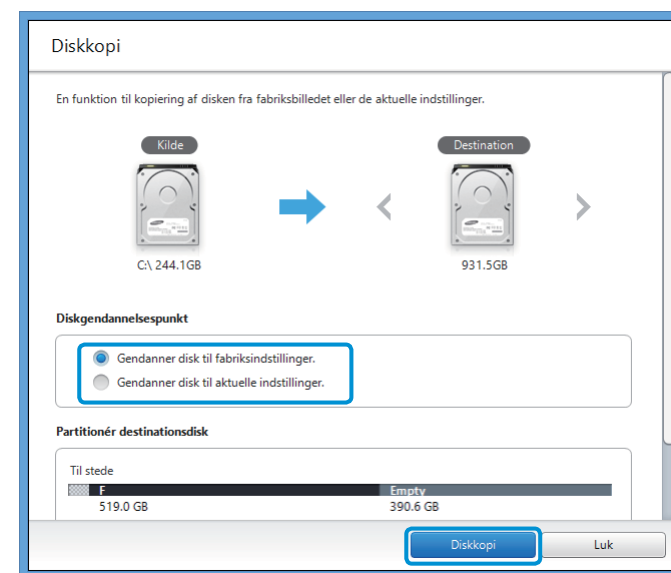 Diskkopi
En funktion til kopiering af disken fra fabriksbilledet eller de aktuelle indstillinger.
Kilde
Destination
C:\ 244.1GB
931.5GB
Diskgendannelsespunkt
Gendanner disk til fabriksindstillinger.
Gendanner disk til aktuelle indstillinger.
Partitionér destinationsdisk
Til stede
F
Empty
519.0 GB
390.6 GB
Diskkopi
Luk